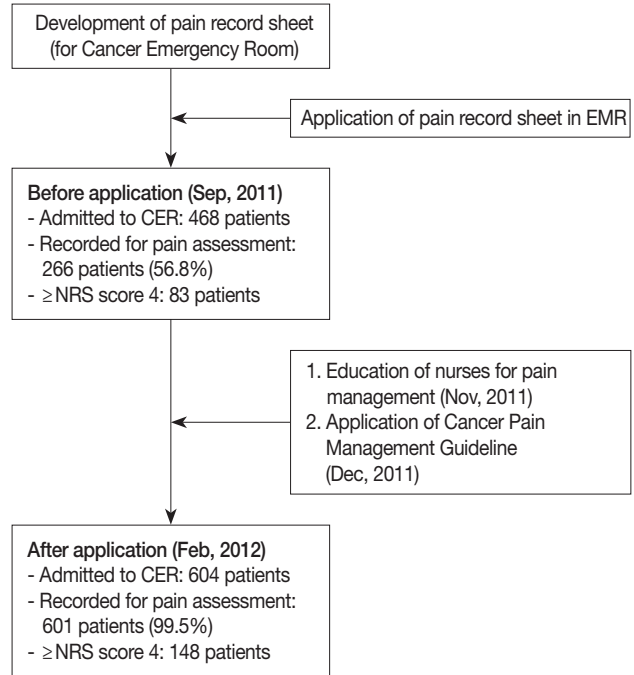 Development of pain record sheet
(for Cancer Emergency Room)
Application of pain record sheet in EMR
Before application (Sep, 2011)
- Admitted to CER: 468 patients
- Recorded for pain assessment:
266 patients (56.8%)
- ≥NRS score 4: 83 patients
1. Education of nurses for pain
management (Nov, 2011)
2. Application of Cancer Pain
Management Guideline
(Dec, 2011)
After application (Feb, 2012)
- Admitted to CER: 604 patients
- Recorded for pain assessment:
601 patients (99.5%)
- ≥NRS score 4: 148 patients